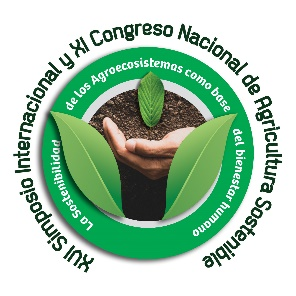 XVI Simposio Internacional y XI Congreso Nacional de Agricultura Sostenible
La Sostenibilidad de los Agroecosistemas como base del bienestar humano